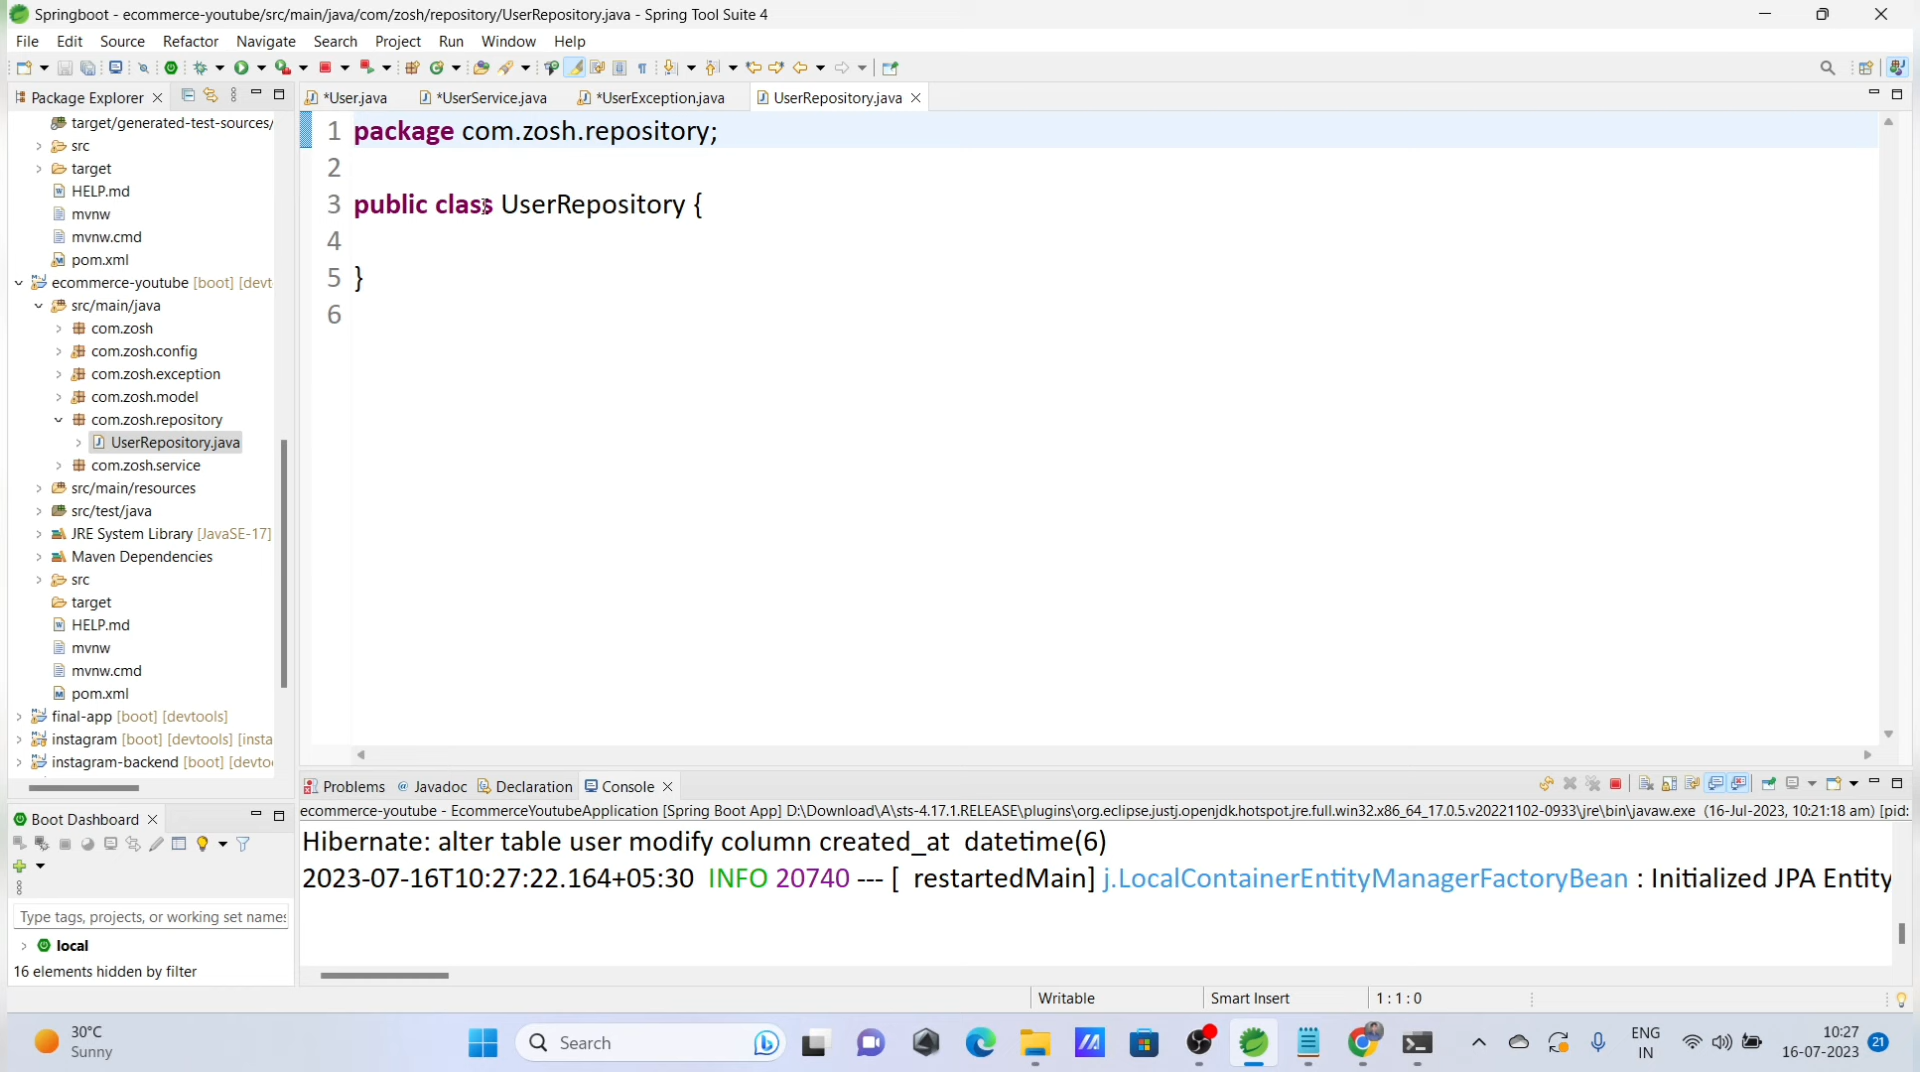 Springboot - ecommerce-youtube/src/main/java/com/zosh/repository/UserRepository.java - Spring Tool Suite 4
File Edit Source Refactor Navigate Search Project Run Window Help
Package Explorer
*User.java *UserService.java *UserException.java UserRepository.java
target/generated-test-sources/
src
target
HELP.md
mvnw
mvnw.cmd
pom.xml
ecommerce-youtube [boot] [devt
src/main/java
com.zosh
com.zosh.config
com.zosh.exception
com.zosh.model
com.zosh.repository
UserRepository.java
com.zosh.service
src/main/resources
src/test/java
JRE System Library [JavaSE-17]
Maven Dependencies
src
target
HELP.md
mvnw
mvnw.cmd
pom.xml
final-app [boot] [devtools]
instagram [boot] [devtools] [insta
instagram-backend [boot] [devto
1 package com.zosh.repository;
2
3 public class UserRepository {
4
5 }
6
Problems Javadoc Declaration Console
ecommerce-youtube - EcommerceYoutubeApplication [Spring Boot App] D:\Download\A\sts-4.17.1.RELEASE\plugins\org.eclipse.justj.openjdk.hotspot.jre.full.win32.x86_64_17.0.5.v20221102-0933\jre\bin\javaw.exe (16-Jul-2023, 10:21:18 am) [pid:
Hibernate: alter table user modify column created_at datetime(6)
2023-07-16T10:27:22.164+05:30 INFO 20740 --- [ restartedMain] j.LocalContainerEntityManagerFactoryBean : Initialized JPA Entity
Boot Dashboard
Type tags, projects, or working set names
local
16 elements hidden by filter
Writable Smart Insert 1 : 1 : 0
30°C
Sunny
Search
ENG
IN
10:27
16-07-2023
21